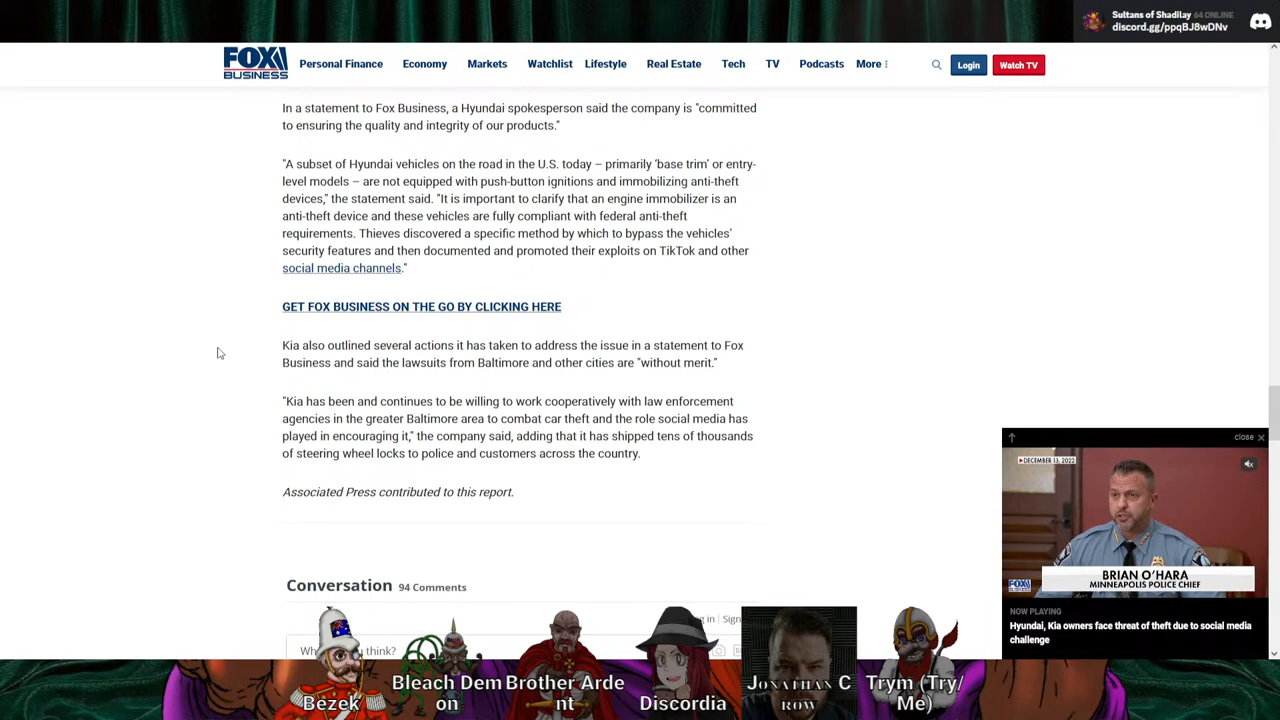 Sultans of Shadilay 64 ONLINE
discord.gg/ppqBJ8wDNv
FOX BUSINESS
Personal Finance Economy Markets Watchlist Lifestyle Real Estate Tech TV Podcasts More Login Watch TV
In a statement to Fox Business, a Hyundai spokesperson said the company is "committed
to ensuring the quality and integrity of our products."
"A subset of Hyundai vehicles on the road in the U.S. today – primarily 'base trim' or entry-
level models – are not equipped with push-button ignitions and immobilizing anti-theft
devices," the statement said. "It is important to clarify that an engine immobilizer is an
anti-theft device and these vehicles are fully compliant with federal anti-theft
requirements. Thieves discovered a specific method by which to bypass the vehicles'
security features and then documented and promoted their exploits on TikTok and other
social media channels."
GET FOX BUSINESS ON THE GO BY CLICKING HERE
Kia also outlined several actions it has taken to address the issue in a statement to Fox
Business and said the lawsuits from Baltimore and other cities are "without merit."
"Kia has been and continues to be willing to work cooperatively with law enforcement
agencies in the greater Baltimore area to combat car theft and the role social media has
played in encouraging it," the company said, adding that it has shipped tens of thousands
of steering wheel locks to police and customers across the country.
Associated Press contributed to this report.
Conversation 94 Comments
in | Sign
think?
close
DECEMBER 13, 2022
BRIAN O'HARA
MINNEAPOLIS POLICE CHIEF
FOX BUSINESS
NOW PLAYING
Hyundai, Kia owners face threat of theft due to social media
challenge
Bezek
Bleach Dem
on
Brother Arde
nt
Discordia
JONATHAN C
ROW
Trym (Try/
Me)